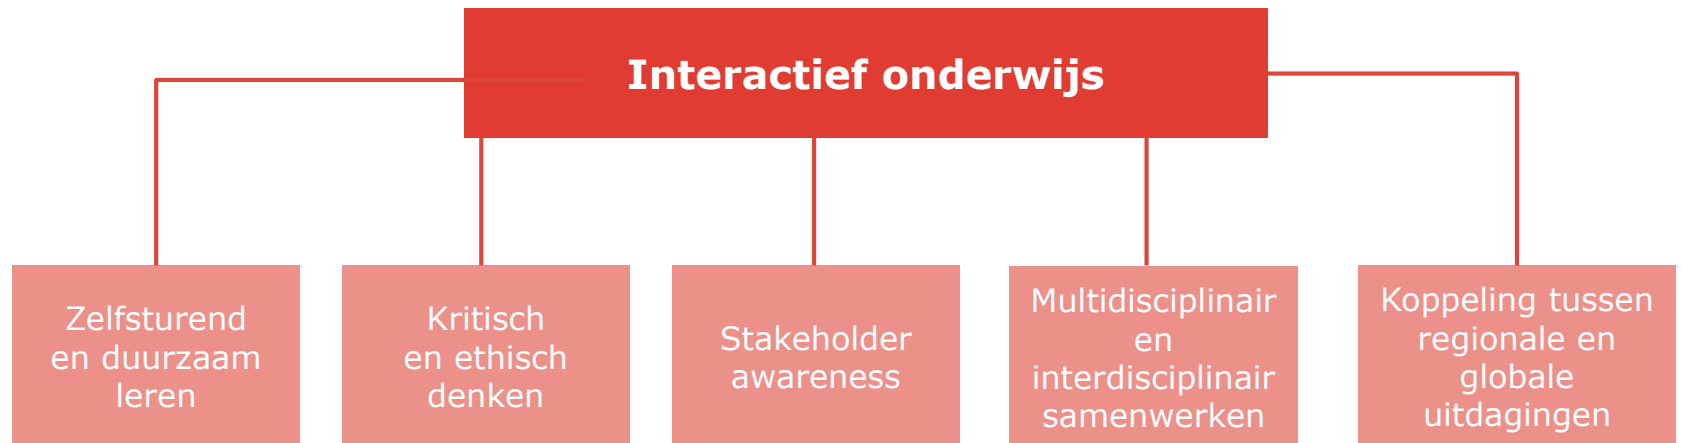 Interactief onderwijs
Zelfsturend
en duurzaam
leren
Kritisch
en ethisch
denken
Stakeholder
awareness
Multidisciplinair
en
interdisciplinair
samenwerken
Koppeling tussen
regionale en
globale
uitdagingen